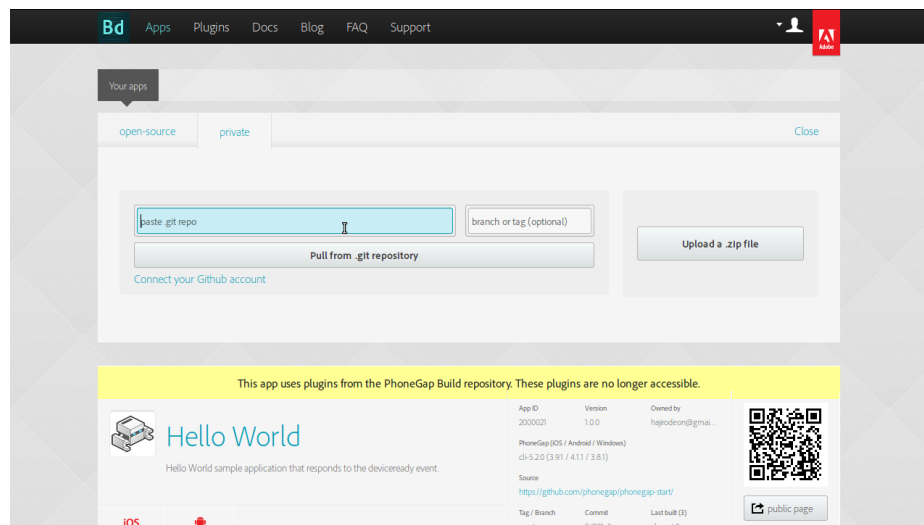 Bd Apps Plugins Docs Blog FAQ Support
Adobe
Your apps
open-source private Close
paste .git repo branch or tag (optional)
Upload a .zip file
Pull from .git repository
Connect your Github account
This app uses plugins from the PhoneGap Build repository. These plugins are no longer accessible.
App ID Version Owned by
2000021 1.0.0 hajirodeon@gmai...
Hello World
PhoneGap (iOS / Android / Windows)
cli-5.2.0 (3.9.1 / 4.1.1 / 3.8.1)
Hello World sample application that responds to the deviceready event.
Source
https://github.com/phonegap/phonegap-start/
public page
Tag / Branch Commit Last built (3)
iOS